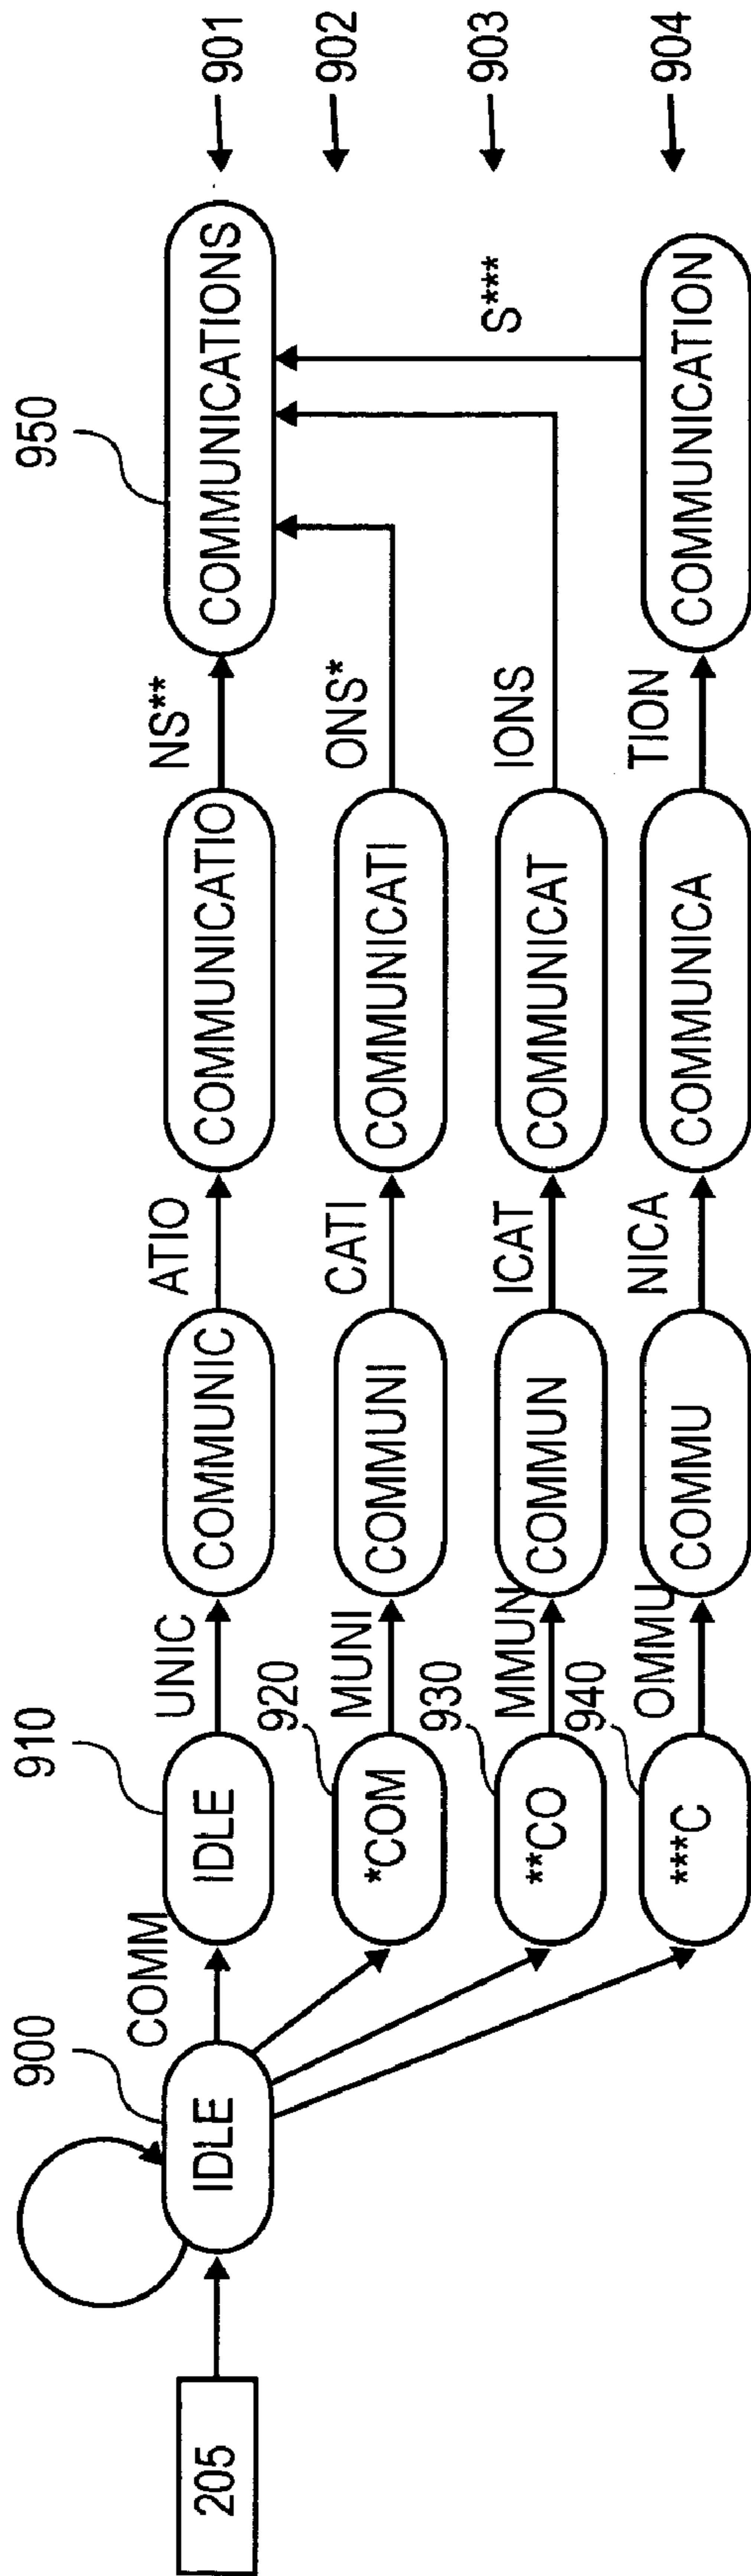 205
900
IDLE
COMM
910
IDLE
UNIC
COMMUNIC
ATIO
COMMUNICATIO
NS**
950
COMMUNICATIONS
901
920
*COM
MUNI
COMMUNI
CATI
COMMUNICATI
ONS*
902
930
**CO
MMUN
COMMUN
ICAT
COMMUNICAT
IONS
903
940
***C
OMMU
COMMU
NICA
COMMUNICA
TION
COMMUNICATION
S***
904